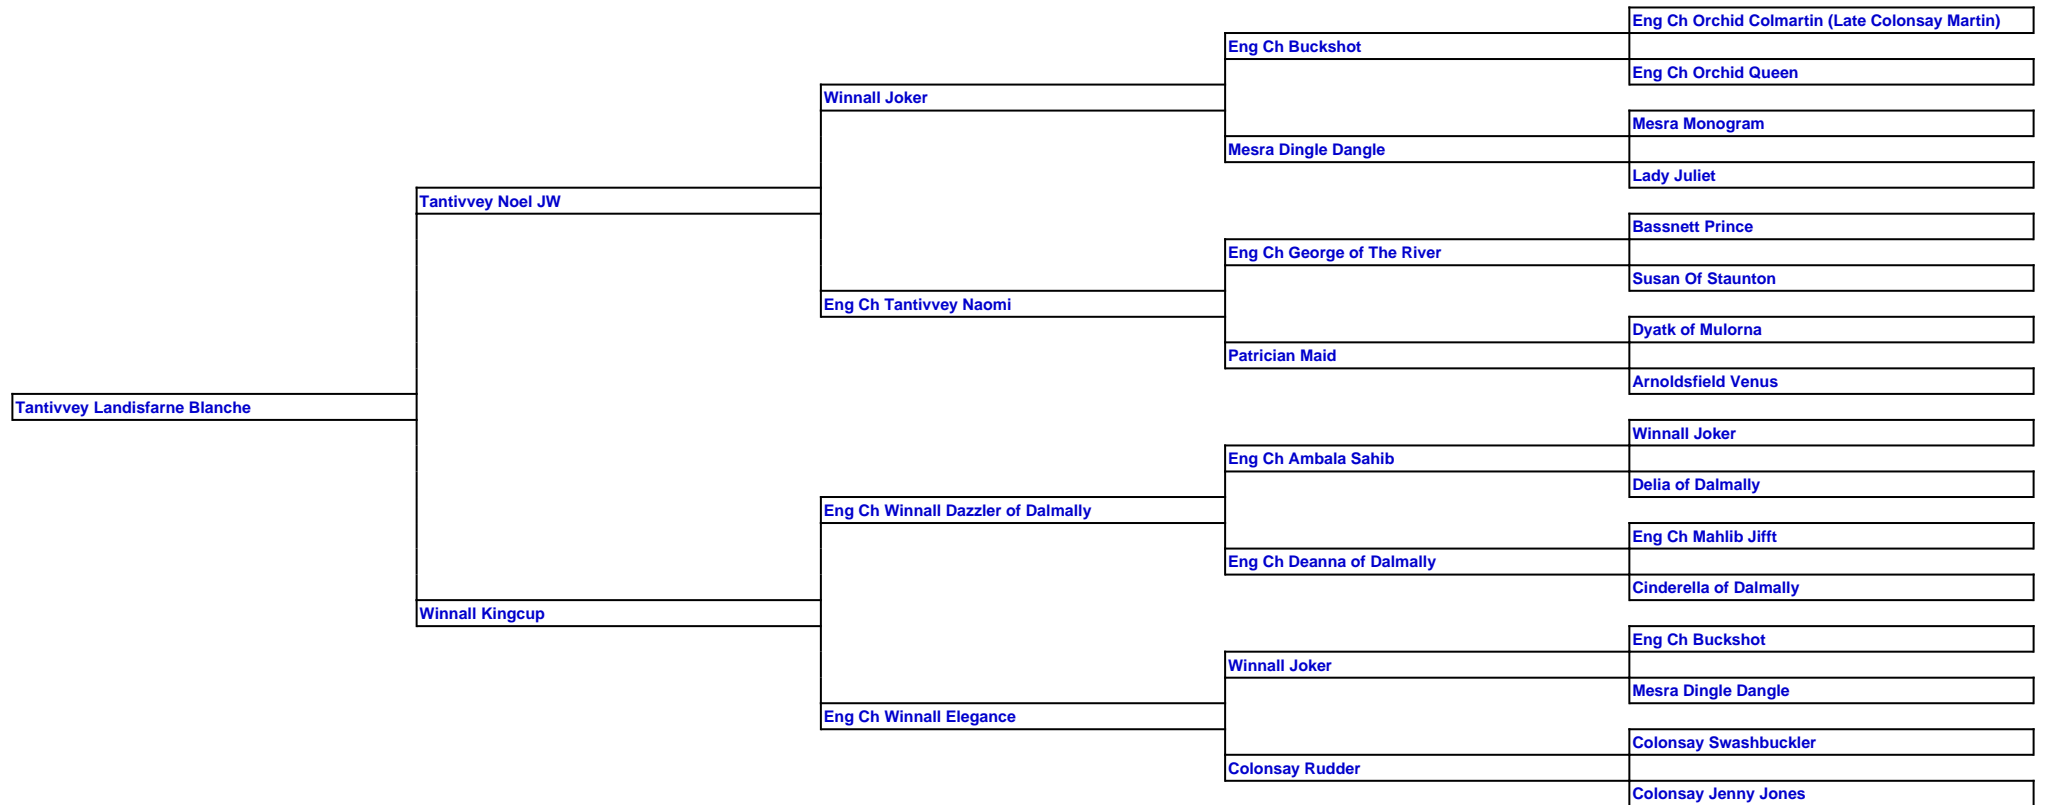 Eng Ch Orchid Colmartin (Late Colonsay Martin)
Eng Ch Buckshot
Eng Ch Orchid Queen
Winnall Joker
Mesra Monogram
Mesra Dingle Dangle
Lady Juliet
Tantivvey Noel JW
Bassnett Prince
Eng Ch George of The River
Susan Of Staunton
Eng Ch Tantivvey Naomi
Dyatk of Mulorna
Patrician Maid
Arnoldsfield Venus
Tantivvey Landisfarne Blanche
Winnall Joker
Eng Ch Ambala Sahib
Delia of Dalmally
Eng Ch Winnall Dazzler of Dalmally
Eng Ch Mahlib Jifft
Eng Ch Deanna of Dalmally
Cinderella of Dalmally
Winnall Kingcup
Eng Ch Buckshot
Winnall Joker
Mesra Dingle Dangle
Eng Ch Winnall Elegance
Colonsay Swashbuckler
Colonsay Rudder
Colonsay Jenny Jones